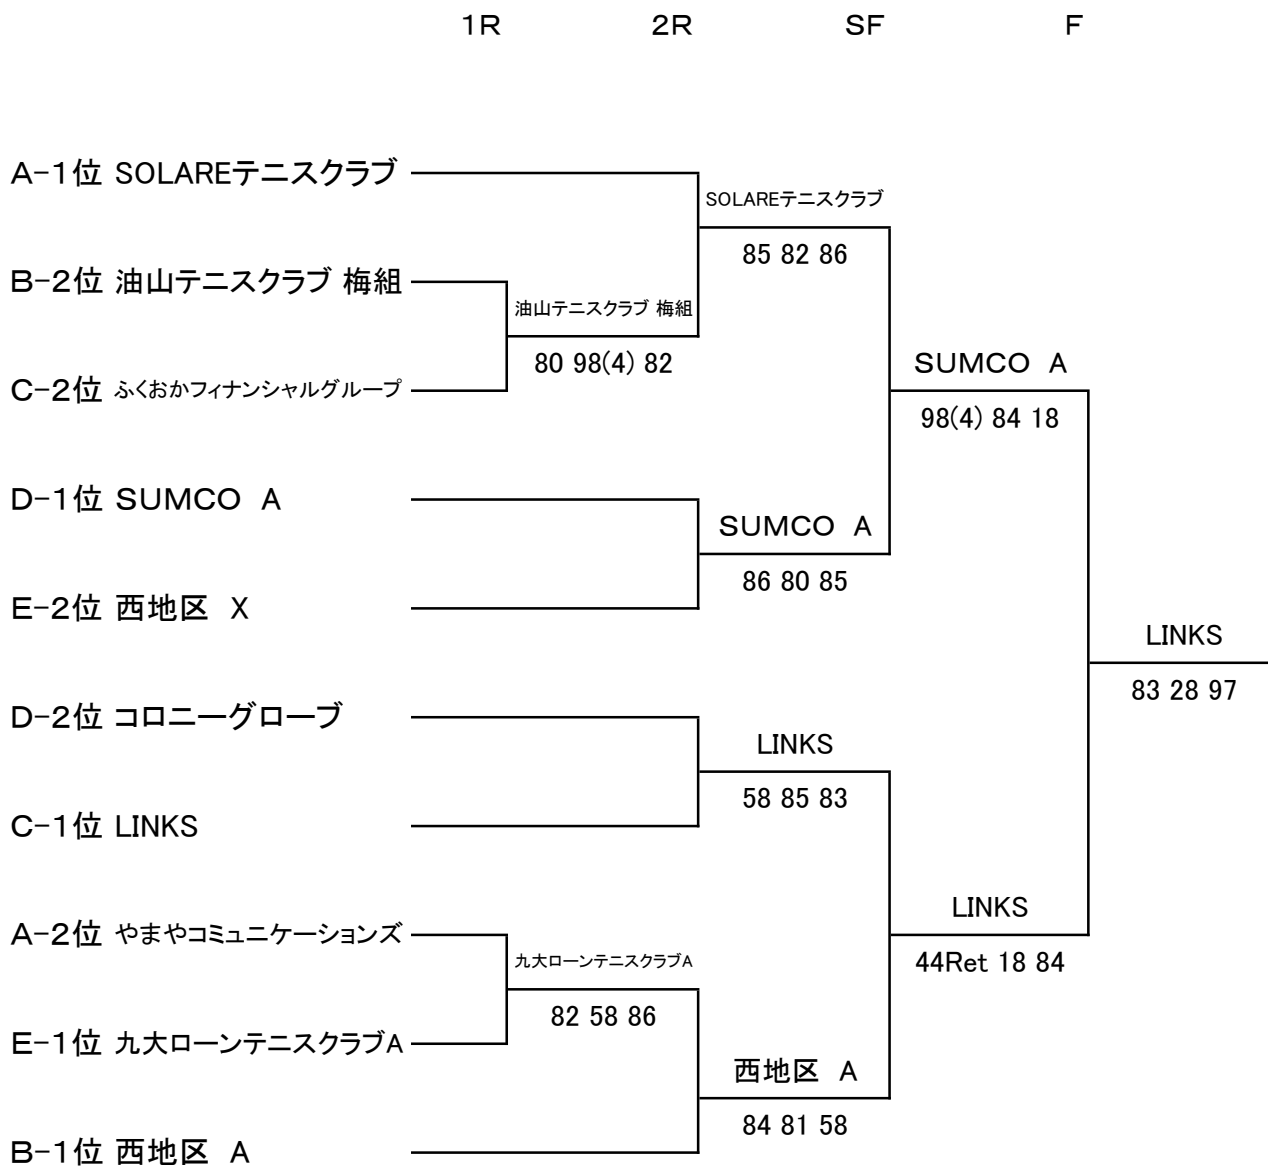 1R 2R SF F
A-1位 SOLAREテニスクラブ
SOLAREテニスクラブ
85 82 86
B-2位 油山テニスクラブ 梅組
油山テニスクラブ 梅組
80 98(4) 82
SUMCO A
C-2位 ふくおかフィナンシャルグループ
98(4) 84 18
D-1位 SUMCO A
SUMCO A
86 80 85
E-2位 西地区 X
LINKS
83 28 97
D-2位 コロニーグローブ
LINKS
58 85 83
C-1位 LINKS
LINKS
A-2位 やまやコミュニケーションズ
九大ローンテニスクラブA
44Ret 18 84
82 58 86
E-1位 九大ローンテニスクラブA
西地区 A
84 81 58
B-1位 西地区 A